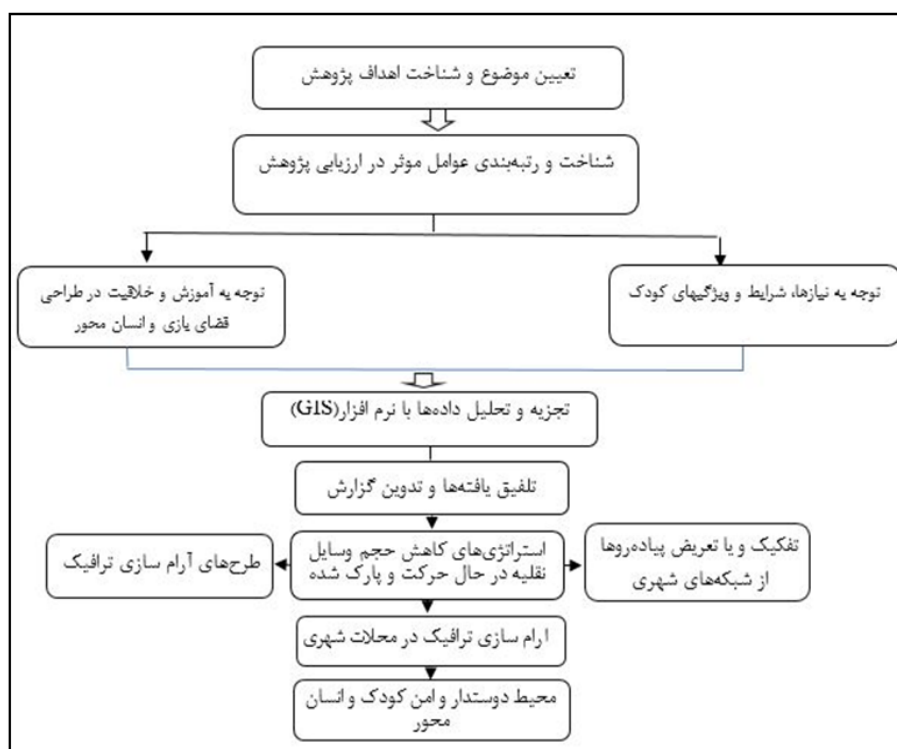 تعیین موضوع و شناخت اهداف پژوهش
شناخت و رتبه‌بندی عوامل موثر در ارزیابی پژوهش
توجه یه نیازها، شرایط و ویژگیهای کودک
توجه یه آموزش و خلاقیت در طراحی
قضای یازی و انسان محور
تجزیه و تحلیل داده‌ها با نرم افزار(GIS)
تلفیق یافته‌ها و تدوین گزارش
تفکیک و یا تعریض پیاده‌روها
از شبکه‌های شهری
استراتژی‌های کاهش حجم وسایل
نقلیه در حال حرکت و پارک شده
طرح‌های آرام سازی ترافیک
ارام سازی ترافیک در محلات شهری
محیط دوستدار و امن کودک و انسان
محور